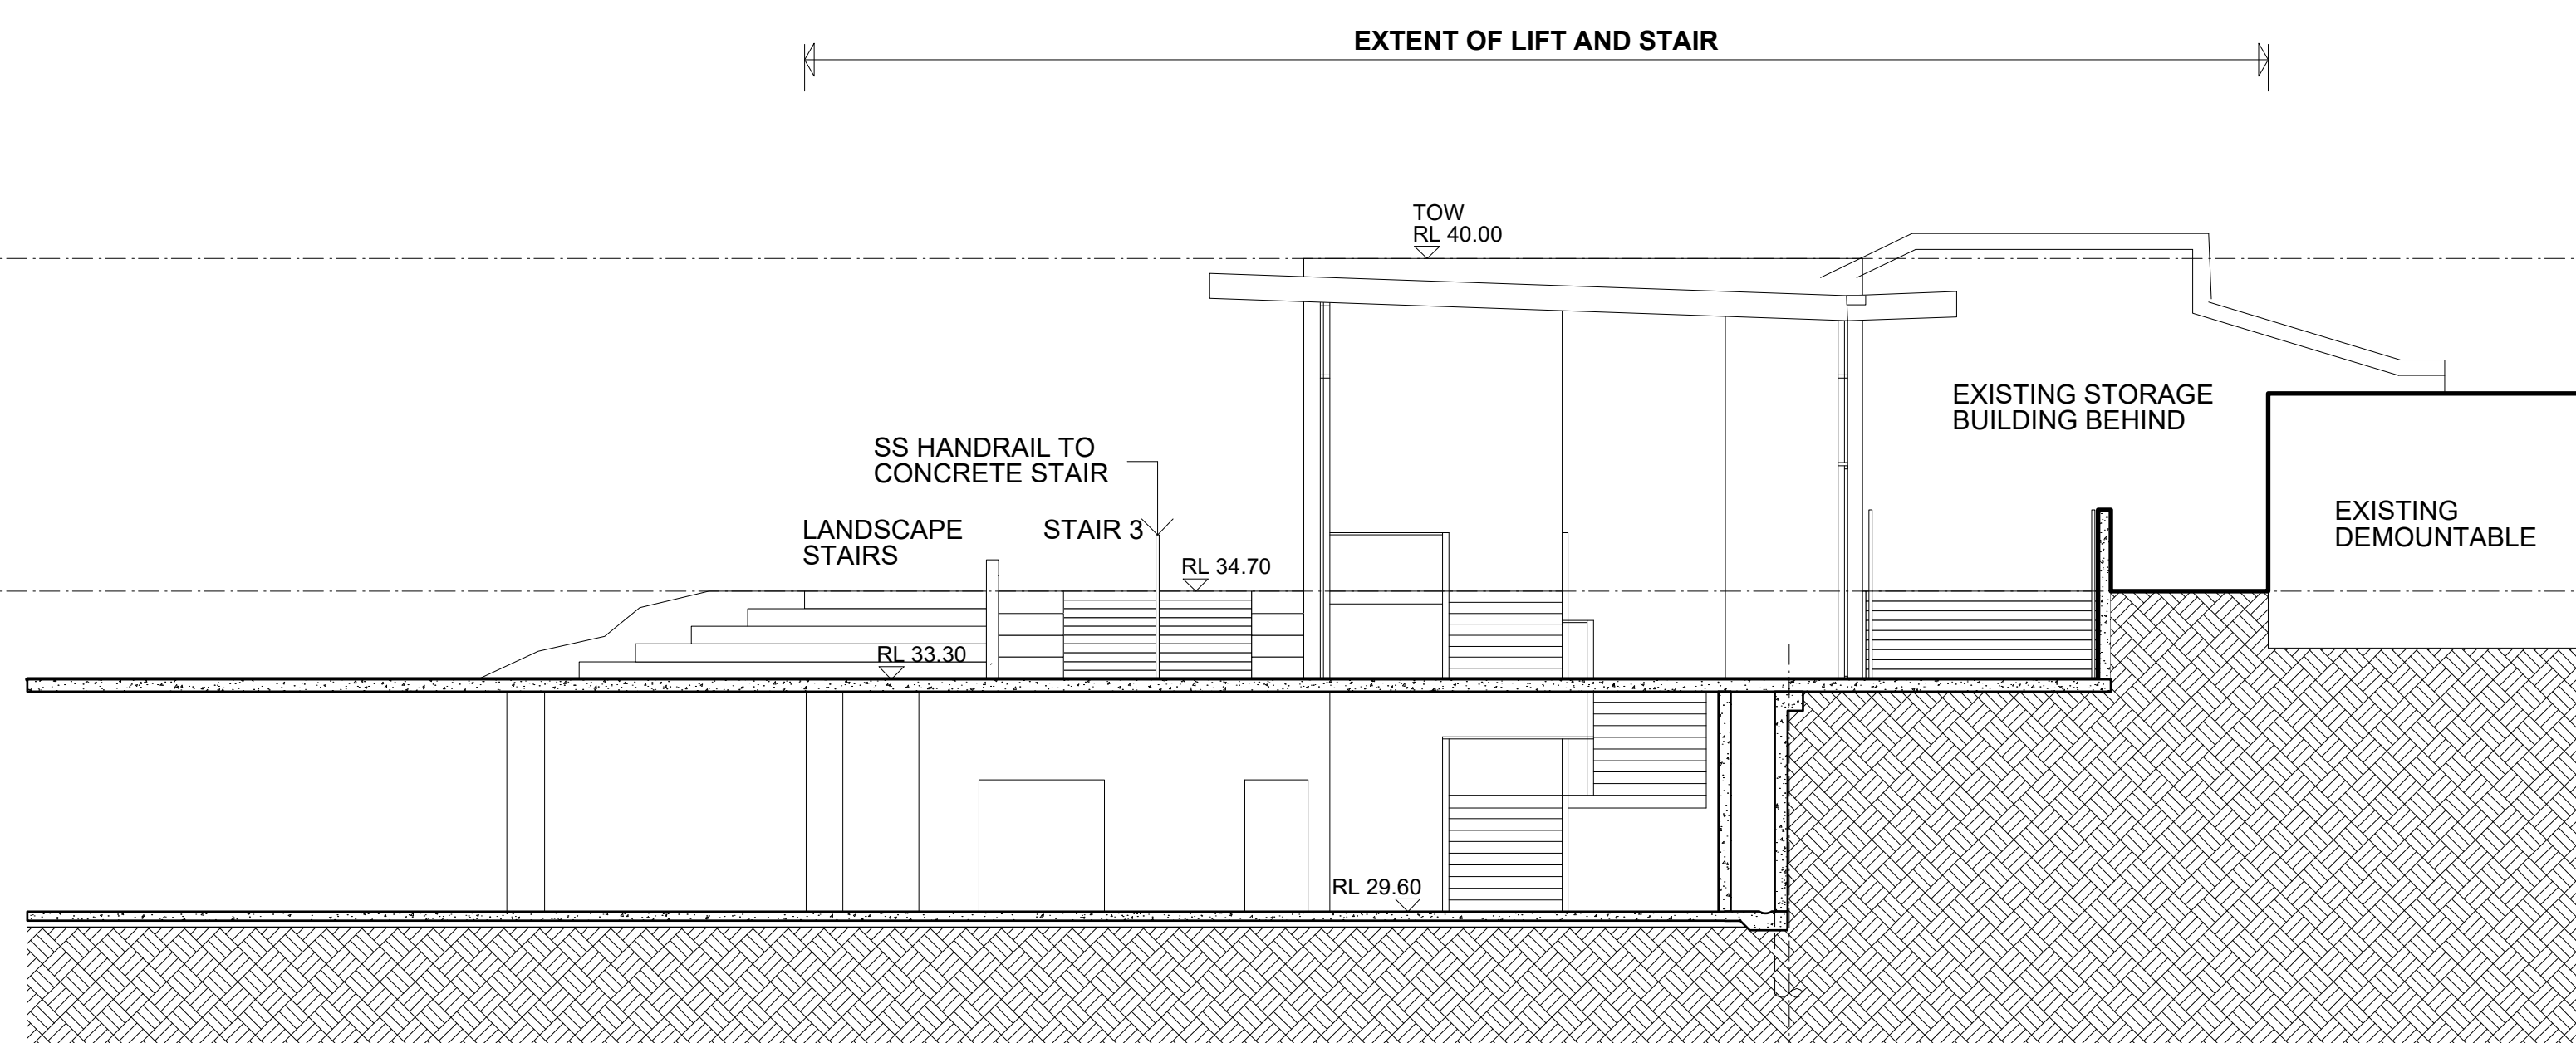 EXTENT OF LIFT AND STAIR
TOW
RL 40.00
EXISTING STORAGE
BUILDING BEHIND
SS HANDRAIL TO
CONCRETE STAIR
EXISTING
DEMOUNTABLE
LANDSCAPE
STAIRS
STAIR 3
RL 34.70
RL 33.30
RL 29.60